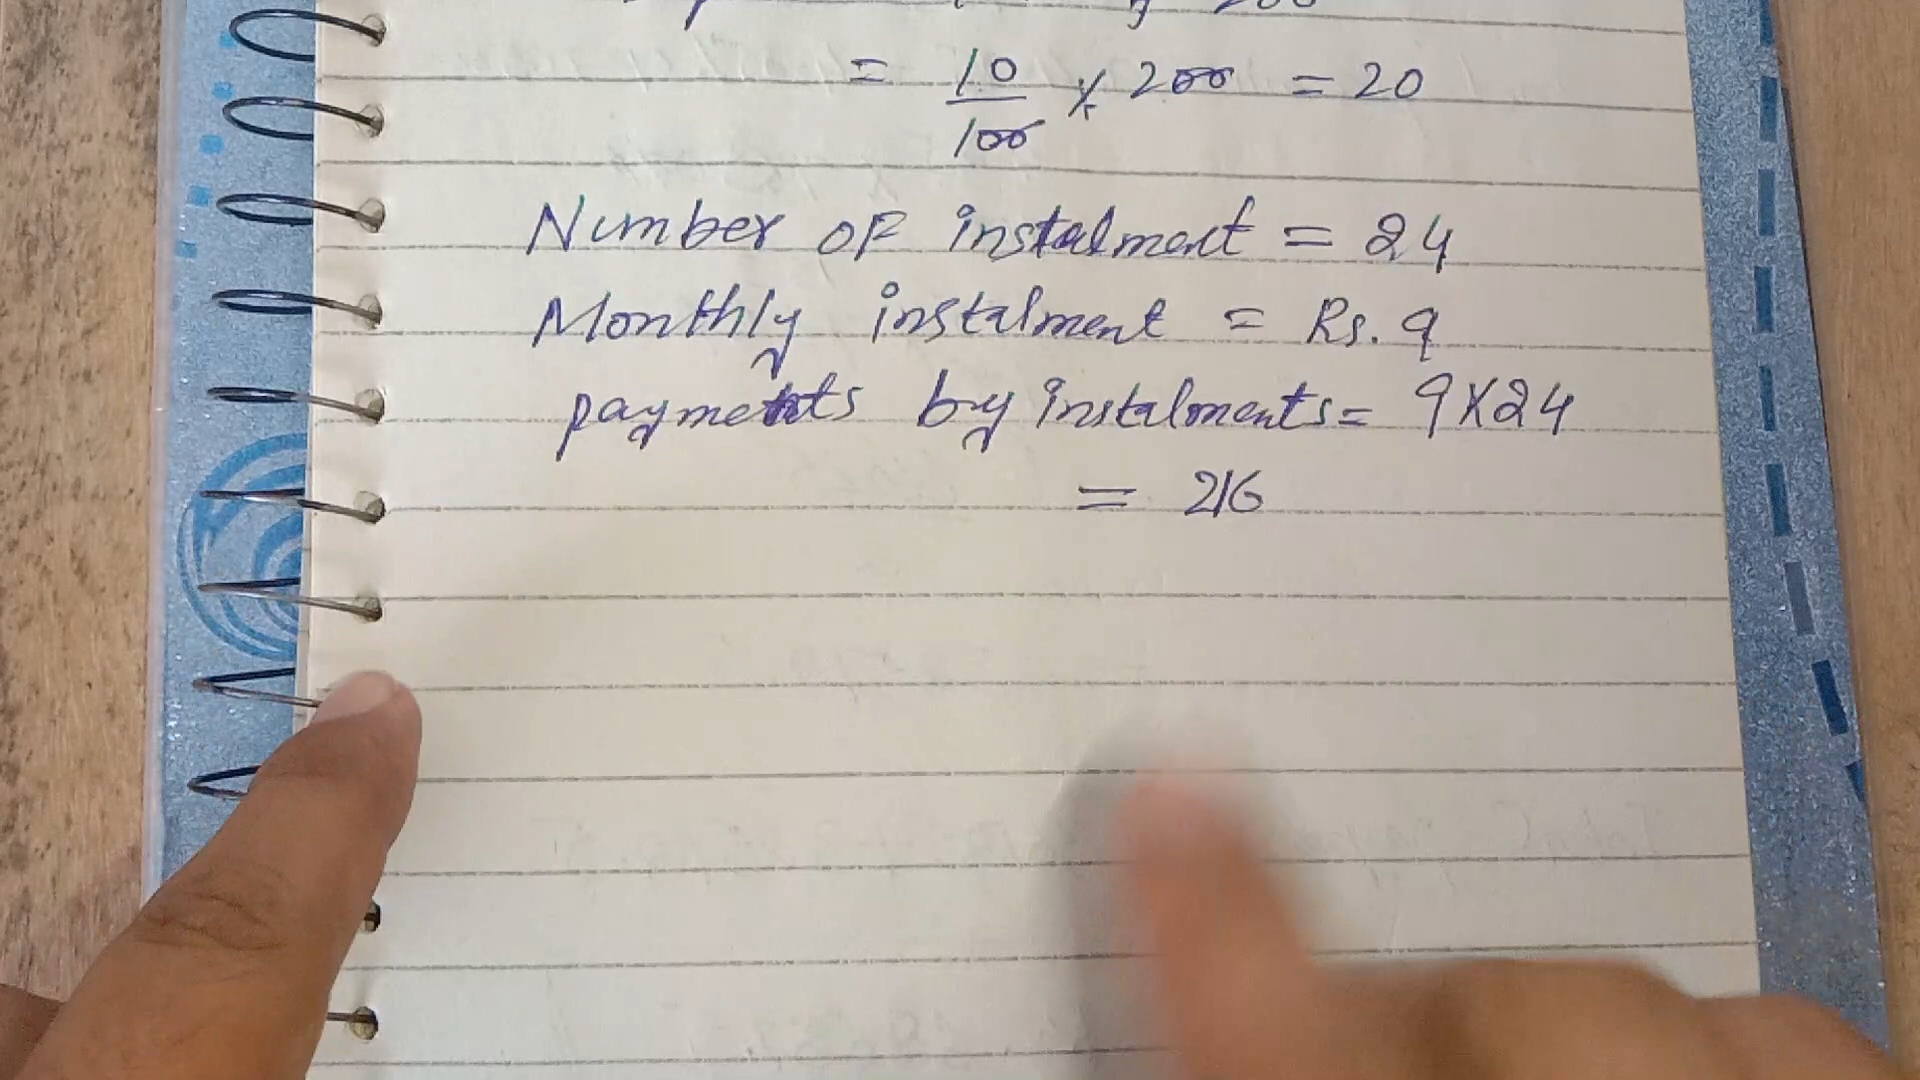 = 10/100 × 200 = 20
Number of instalment = 24
Monthly instalment = Rs. 9
payments by instalments = 9×24
= 216